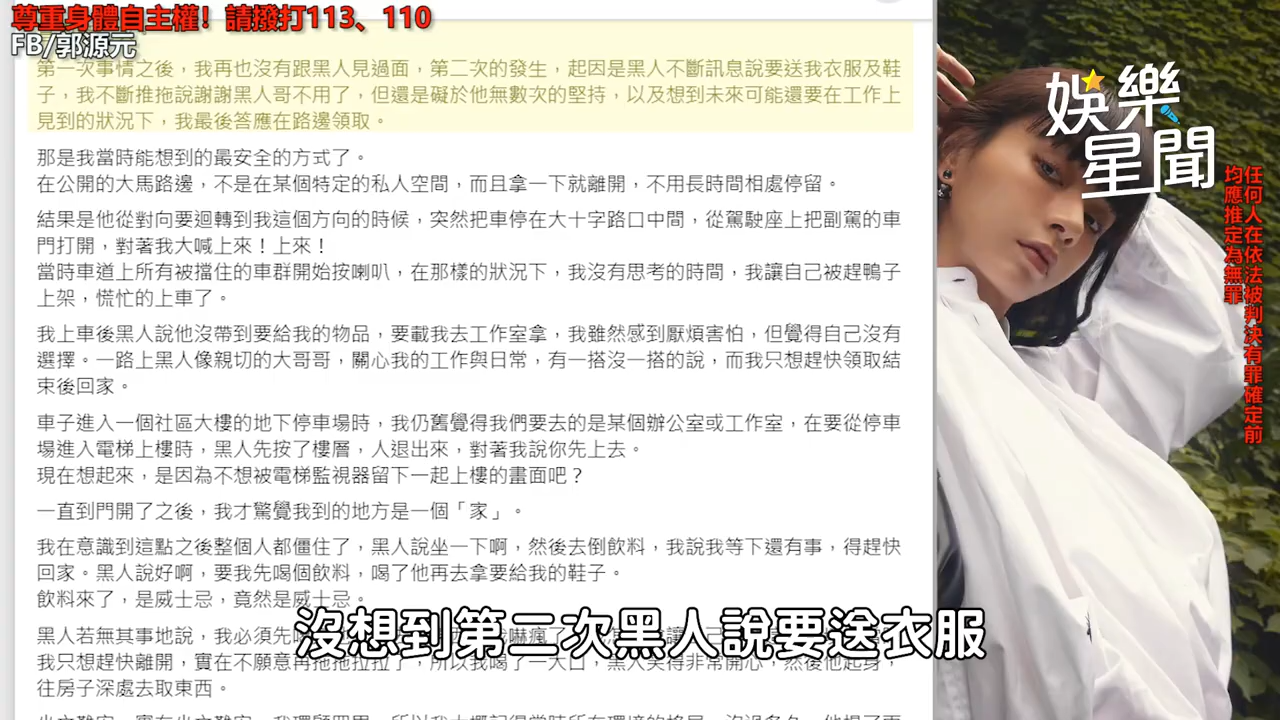 尊重身體自主權！請撥打113、110
FB/郭源元
第一次事情之後，我再也沒有跟黑人見過面，第二次的發生，起因是黑人不斷訊息說要送我衣服及鞋
子，我不斷推拖說謝謝黑人哥不用了，但還是礙於他無數次的堅持，以及想到未來可能還要在工作上
見到的狀況下，我最後答應在路邊領取。
那是我當時能想到的最安全的方式了。
在公開的大馬路邊，不是在某個特定的私人空間，而且拿一下就離開，不用長時間相處停留。
結果是他從對向要迴轉到我這個方向的時候，突然把車停在大十字路口中間，從駕駛座上把副駕的車
門打開，對著我大喊上來！上來！
當時車道上所有被擋住的車群開始按喇叭，在那樣的狀況下，我沒有思考的時間，我讓自己被趕鴨子
上架，慌忙的上車了。
我上車後黑人說他沒帶到要給我的物品，要載我去工作室拿，我雖然感到厭煩害怕，但覺得自己沒有
選擇。一路上黑人像親切的大哥哥，關心我的工作與日常，有一搭沒一搭的說，而我只想趕快領取結
束後回家。
車子進入一個社區大樓的地下停車場時，我仍舊覺得我們要去的是某個辦公室或工作室，在要從停車
場進入電梯上樓時，黑人先按了樓層，人退出來，對著我說你先上去。
現在想起來，是因為不想被電梯監視器留下一起上樓的畫面吧？
一直到門開了之後，我才驚覺我到的地方是一個「家」。
我在意識到這點之後整個人都僵住了，黑人說坐一下啊，然後去倒飲料，我說我等下還有事，得趕快
回家。黑人說好啊，要我先喝個飲料，喝了他再去拿要給我的鞋子。
飲料來了，是威士忌，竟然是威士忌。
黑人若無其事地說，我必須先
我只想趕快離開，實在不願意再拖拖拉拉了，所以我喝了一大口，黑人笑得非常開心，然後他起身，
往房子深處去取東西。
沒想到第二次黑人說要送衣服
娛樂
星聞
任何人在依法被判決有罪確定前
均應推定為無罪